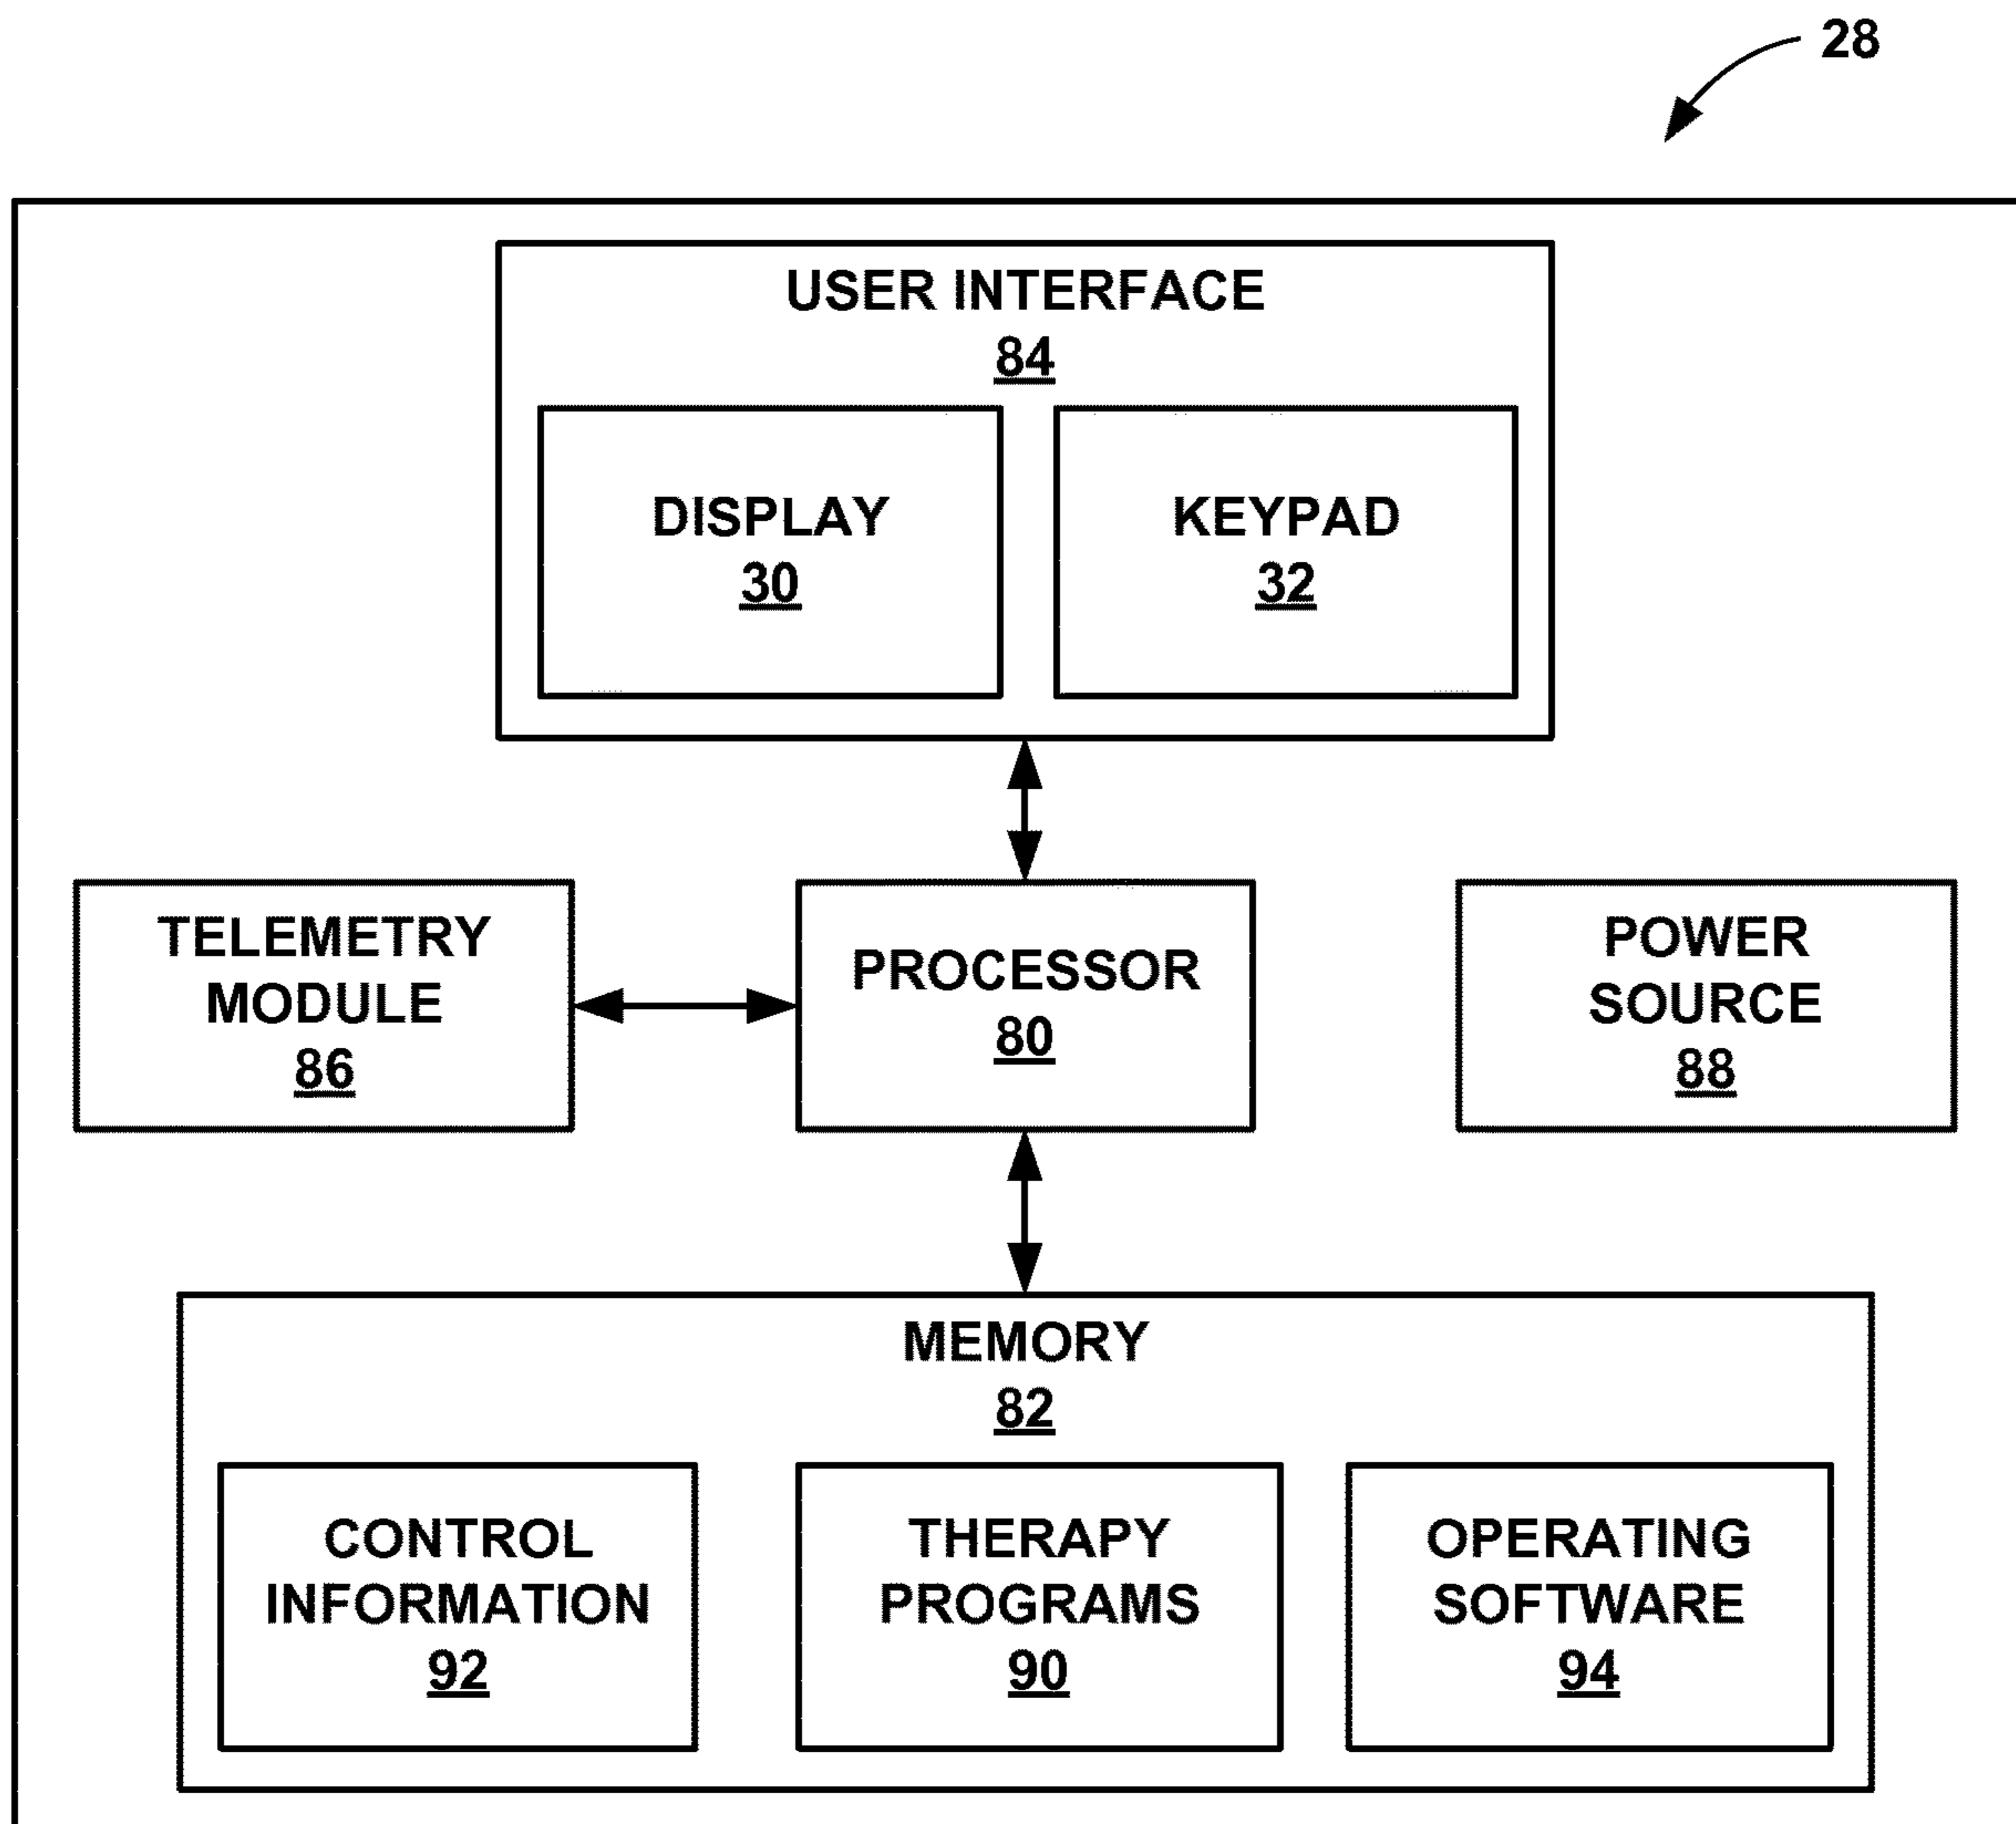 28
USER INTERFACE
84
DISPLAY
30
KEYPAD
32
TELEMETRY
MODULE
86
PROCESSOR
80
POWER
SOURCE
88
MEMORY
82
CONTROL
INFORMATION
92
THERAPY
PROGRAMS
90
OPERATING
SOFTWARE
94